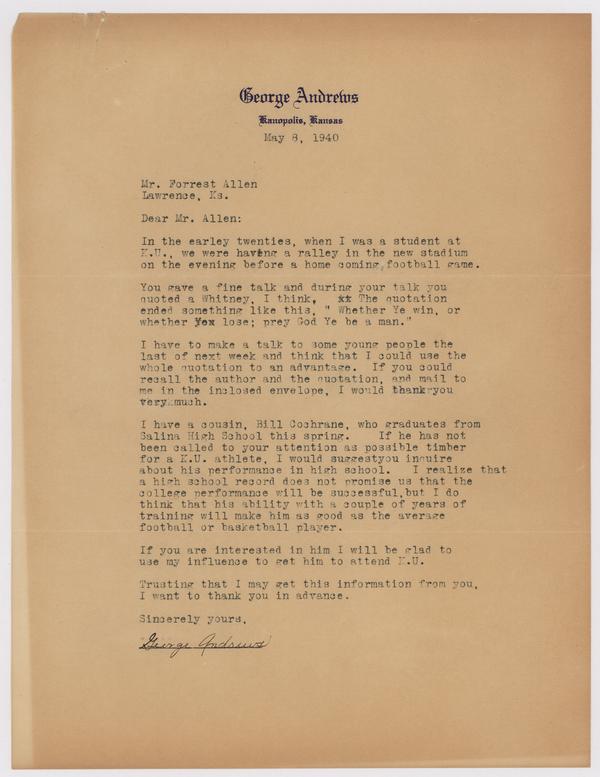 George Andrews
Kanopolis, Kansas
May 8, 1940
Mr. Forrest Allen
Lawrence, Ks.
Dear Mr. Allen:
In the earley twenties, when I was a student at
K.U., we were having a ralley in the new stadium
on the evening before a home coming football game.
You gave a fine talk and during your talk you
quoted a Whitney, I think, xx The quotation
ended something like this, " Whether Ye win, or
whether Yex lose; prey God Ye be a man."
I have to make a talk to some young people the
last of next week and think that I could use the
whole quotation to an advantage. If you could
recall the author and the quotation, and mail to
me in the inclosed envelope, I would thank you
very much.
I have a cousin, Bill Cochrane, who graduates from
Salina High School this spring. If he has not
been called to your attention as possible timber
for a K.U. athlete, I would suggestyou inquire
about his performance in high school. I realize that
a high school record does not promise us that the
college performance will be successful,but I do
think that his ability with a couple of years of
training will make him as good as the average
football or basketball player.
If you are interested in him I will be glad to
use my influence to get him to attend K.U.
Trusting that I may get this information from you,
I want to thank you in advance.
Sincerely yours,
George Andrews